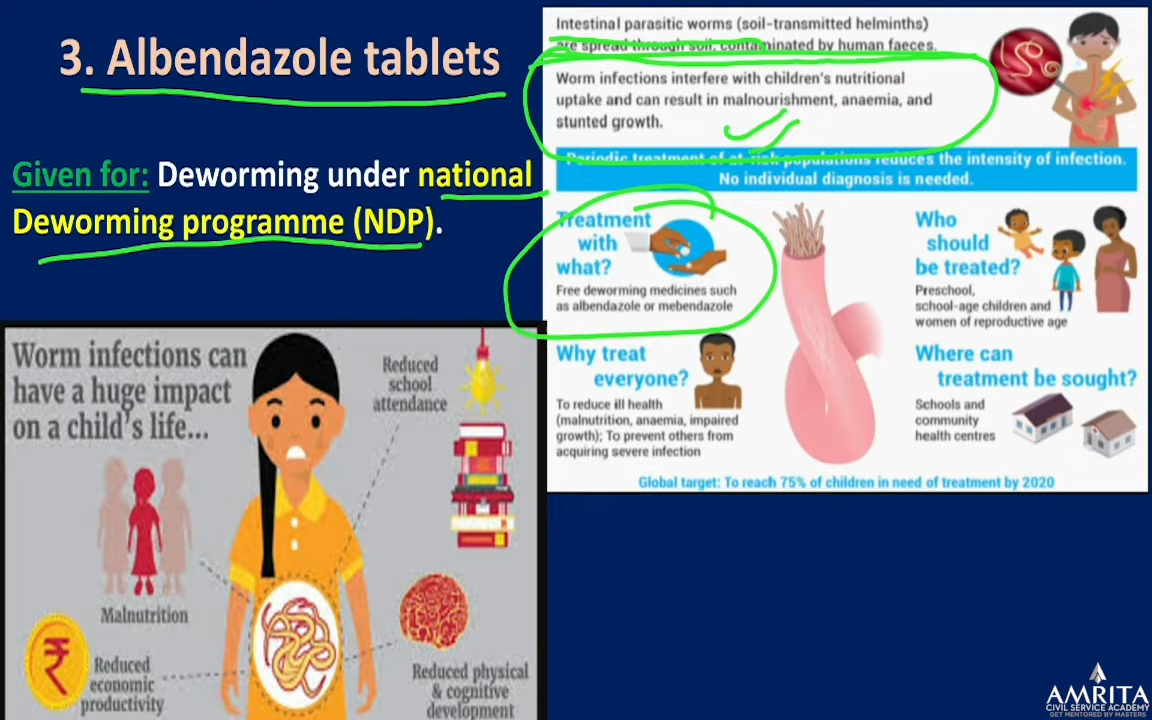 3. Albendazole tablets
Given for: Deworming under national
Deworming programme (NDP).
Intestinal parasitic worms (soil-transmitted helminths)
are spread through soil, contaminated by human faeces.
Worm infections interfere with children's nutritional
uptake and can result in malnourishment, anaemia, and
stunted growth.
Periodic treatment of at-risk populations reduces the intensity of infection.
No individual diagnosis is needed.
Treatment
with
what?
Free deworming medicines such
as albendazole or mebendazole
Who
should
be treated?
Preschool,
school-age children and
women of reproductive age
Why treat
everyone?
To reduce ill health
(malnutrition, anaemia, impaired
growth); To prevent others from
acquiring severe infection
Where can
treatment be sought?
Schools and
community
health centres
Global target: To reach 75% of children in need of treatment by 2020
Worm infections can
have a huge impact
on a child's life...
Reduced
school
attendance
Malnutrition
₹
Reduced
economic
productivity
Reduced physical
& cognitive
development
AMRITA
CIVIL SERVICE ACADEMY
GET MENTORED BY MASTERS